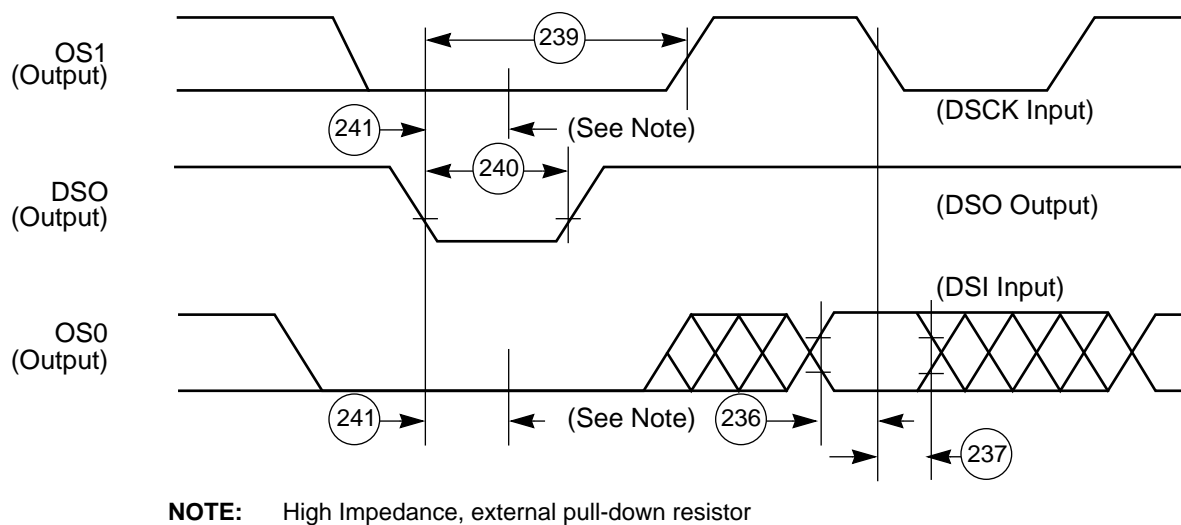 OS1
(Output)
239
241
(See Note)
(DSCK Input)
240
DSO
(Output)
(DSO Output)
(DSI Input)
OS0
(Output)
241
(See Note)
236
237
NOTE: High Impedance, external pull-down resistor